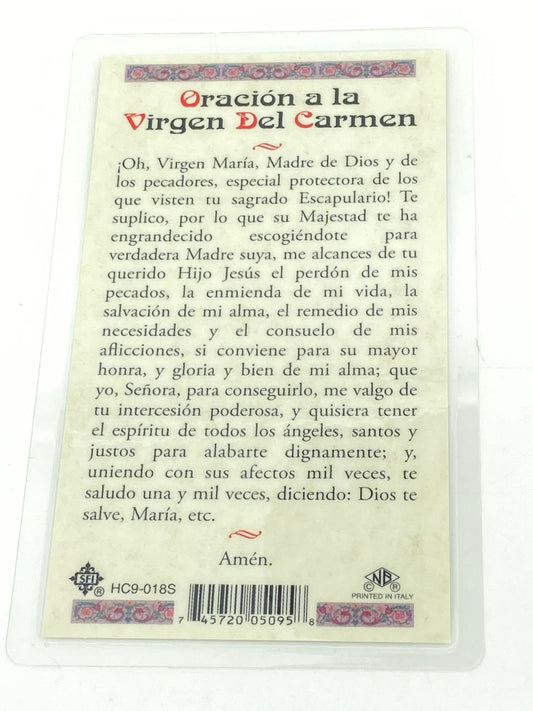 Oración a la
Virgen Del Carmen
¡Oh, Virgen María, Madre de Dios y de
los pecadores, especial protectora de los
que visten tu sagrado Escapulario! Te
suplico, por lo que su Majestad te ha
engrandecido escogiéndote para
verdadera Madre suya, me alcances de tu
querido Hijo Jesús el perdón de mis
pecados, la enmienda de mi vida, la
salvación de mi alma, el remedio de mis
necesidades y el consuelo de mis
aflicciones, si conviene para su mayor
honra, y gloria y bien de mi alma; que
yo, Señora, para conseguirlo, me valgo de
tu intercesión poderosa, y quisiera tener
el espíritu de todos los ángeles, santos y
justos para alabarte dignamente; y,
uniendo con sus afectos mil veces, te
saludo una y mil veces, diciendo: Dios te
salve, María, etc.
Amén.
SFI ®
HC9-018S
7 45720 05095 8
NB
© ®
PRINTED IN ITALY